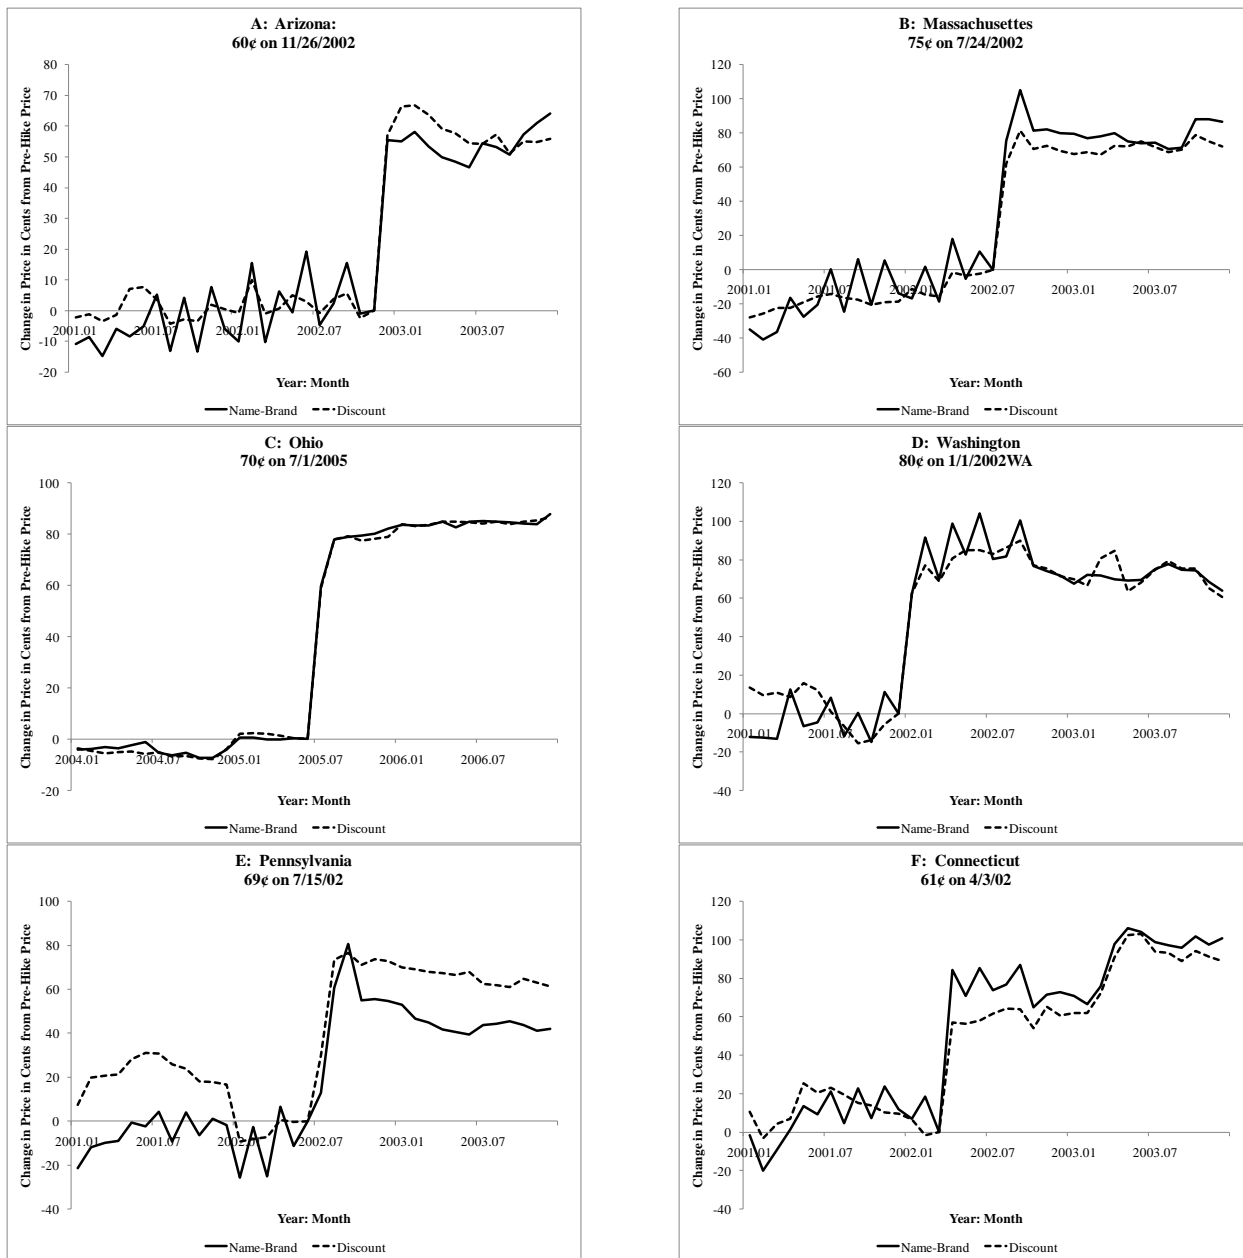 A: Arizona:
60¢ on 11/26/2002
Change in Price in Cents from Pre-Hike Price
80
70
60
50
40
30
20
10
0
-10
-20
2001.01
2001.07
2002.01
2002.07
2003.01
2003.07
Year: Month
Name-Brand
Discount
B: Massachusettes
75¢ on 7/24/2002
Change in Price in Cents from Pre-Hike Price
120
100
80
60
40
20
0
-20
-40
-60
2001.01
2001.07
2002.01
2002.07
2003.01
2003.07
Year: Month
Name-Brand
Discount
C: Ohio
70¢ on 7/1/2005
Change in Price in Cents from Pre-Hike Price
100
80
60
40
20
0
-20
2004.01
2004.07
2005.01
2005.07
2006.01
2006.07
Year: Month
Name-Brand
Discount
D: Washington
80¢ on 1/1/2002WA
Change in Price in Cents from Pre-Hike Price
120
100
80
60
40
20
0
-20
-40
2001.01
2001.07
2002.01
2002.07
2003.01
2003.07
Year: Month
Name-Brand
Discount
E: Pennsylvania
69¢ on 7/15/02
Change in Price in Cents from Pre-Hike Price
100
80
60
40
20
0
-20
-40
2001.01
2001.07
2002.01
2002.07
2003.01
2003.07
Year: Month
Name-Brand
Discount
F: Connecticut
61¢ on 4/3/02
Change in Price in Cents from Pre-Hike Price
120
100
80
60
40
20
0
-20
-40
2001.01
2001.07
2002.01
2002.07
2003.01
2003.07
Year: Month
Name-Brand
Discount